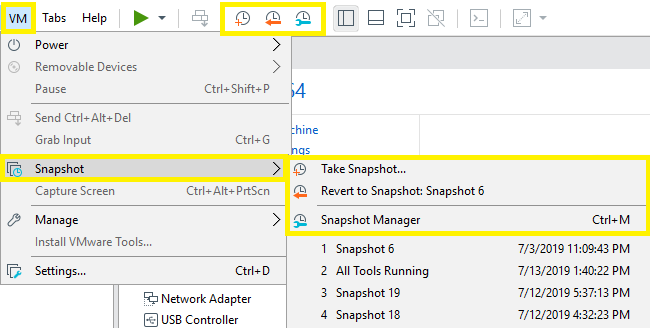 VM Tabs Help
Power
Removable Devices
Pause Ctrl+Shift+P
Send Ctrl+Alt+Del
Grab Input Ctrl+G
Snapshot
Capture Screen Ctrl+Alt+PrtScn
Manage
Install VMware Tools...
Settings... Ctrl+D
64
chine
ngs
Take Snapshot...
Revert to Snapshot: Snapshot 6
Snapshot Manager Ctrl+M
1 Snapshot 6 7/3/2019 11:09:43 PM
2 All Tools Running 7/13/2019 1:40:22 PM
3 Snapshot 19 7/12/2019 5:37:13 PM
4 Snapshot 18 7/12/2019 4:32:23 PM
Network Adapter
USB Controller